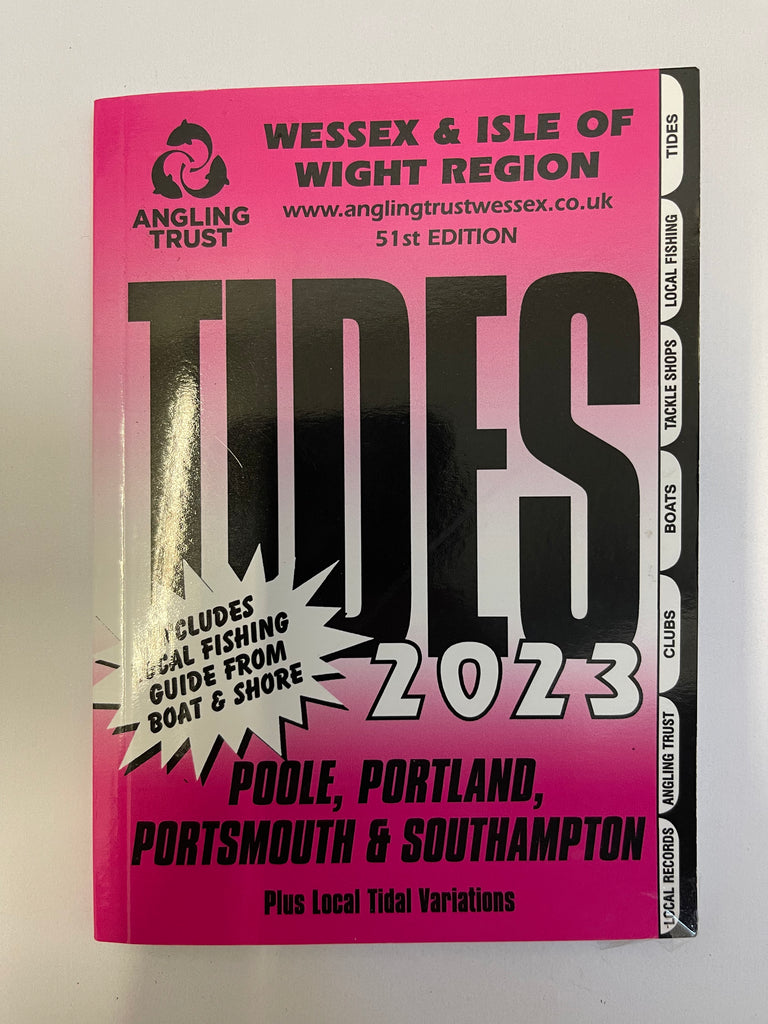 WESSEX & ISLE OF
WIGHT REGION
www.anglingtrustwessex.co.uk
51st EDITION
ANGLING
TRUST
TIDES
2023
INCLUDES
LOCAL FISHING
GUIDE FROM
BOAT & SHORE
POOLE, PORTLAND,
PORTSMOUTH & SOUTHAMPTON
Plus Local Tidal Variations
TIDES
LOCAL FISHING
TACKLE SHOPS
BOATS
CLUBS
ANGLING TRUST
LOCAL RECORDS